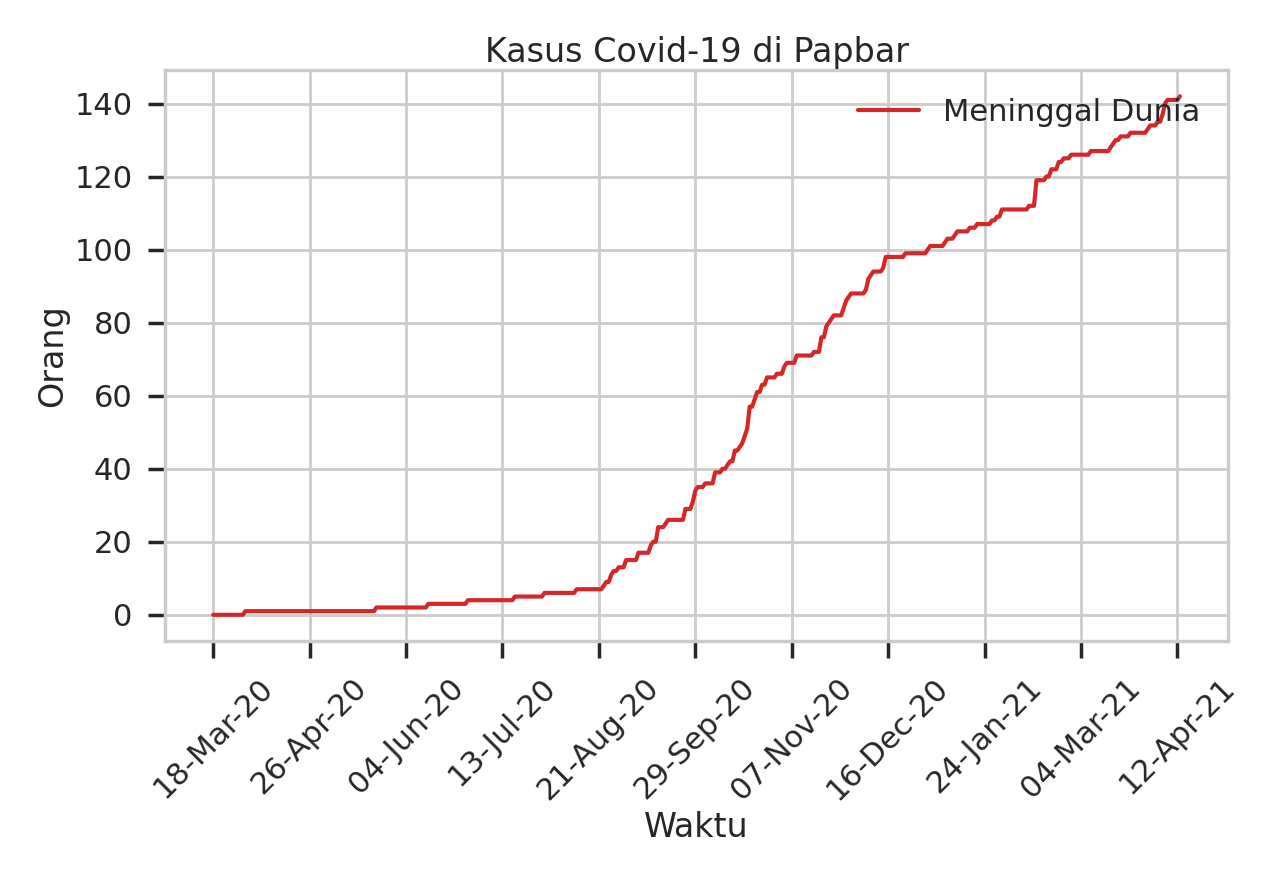 Kasus Covid-19 di Papbar
Meninggal Dunia
Orang
140
120
100
80
60
40
20
0
18-Mar-20
26-Apr-20
04-Jun-20
13-Jul-20
21-Aug-20
29-Sep-20
07-Nov-20
16-Dec-20
24-Jan-21
04-Mar-21
12-Apr-21
Waktu